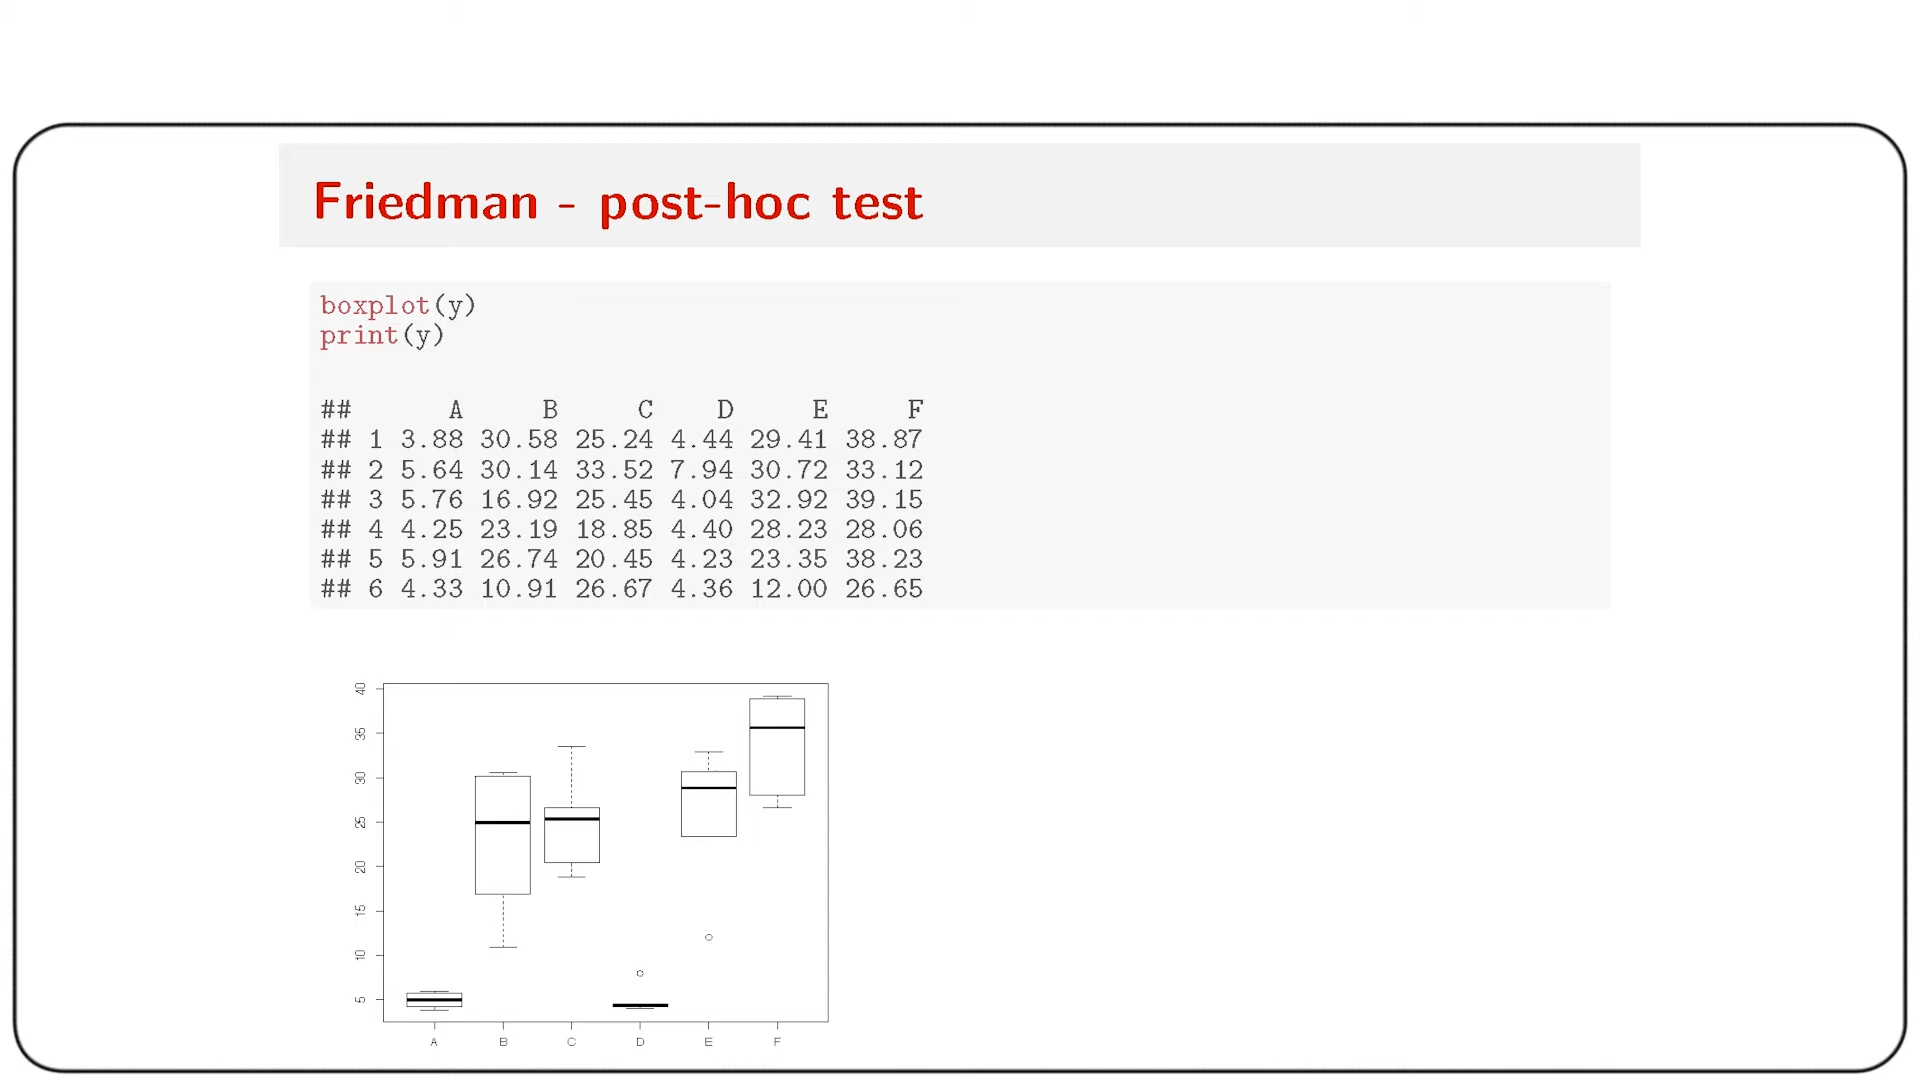 Friedman - post-hoc test
boxplot(y)
print(y)
## A B C D E F
## 1 3.88 30.58 25.24 4.44 29.41 38.87
## 2 5.64 30.14 33.52 7.94 30.72 33.12
## 3 5.76 16.92 25.45 4.04 32.92 39.15
## 4 4.25 23.19 18.85 4.40 28.23 28.06
## 5 5.91 26.74 20.45 4.23 23.35 38.23
## 6 4.33 10.91 26.67 4.36 12.00 26.65
40
35
30
25
20
15
10
5
A B C D E F